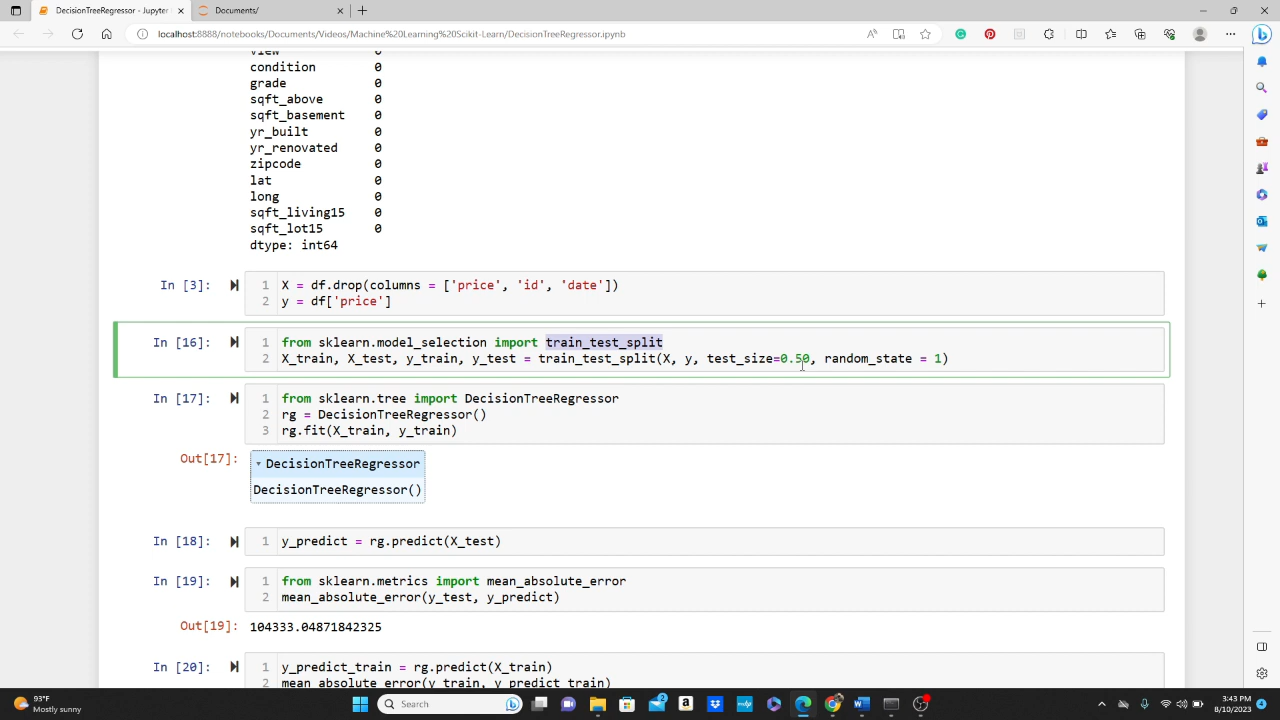 DecisionTreeRegressor - Jupyter
Documents/
localhost:8888/notebooks/Documents/Videos/Machine%20Learning%20Scikit-Learn/DecisionTreeRegressor.ipynb
view 0
condition 0
grade 0
sqft_above 0
sqft_basement 0
yr_built 0
yr_renovated 0
zipcode 0
lat 0
long 0
sqft_living15 0
sqft_lot15 0
dtype: int64
In [3]: 1 X = df.drop(columns = ['price', 'id', 'date'])
2 y = df['price']
In [16]: 1 from sklearn.model_selection import train_test_split
2 X_train, X_test, y_train, y_test = train_test_split(X, y, test_size=0.50, random_state = 1)
In [17]: 1 from sklearn.tree import DecisionTreeRegressor
2 rg = DecisionTreeRegressor()
3 rg.fit(X_train, y_train)
Out[17]: ▾ DecisionTreeRegressor
DecisionTreeRegressor()
In [18]: 1 y_predict = rg.predict(X_test)
In [19]: 1 from sklearn.metrics import mean_absolute_error
2 mean_absolute_error(y_test, y_predict)
Out[19]: 104333.04871842325
In [20]: 1 y_predict_train = rg.predict(X_train)
2 mean_absolute_error(y_train, y_predict_train)
93°F
Mostly sunny
Search
3:43 PM
8/10/2023